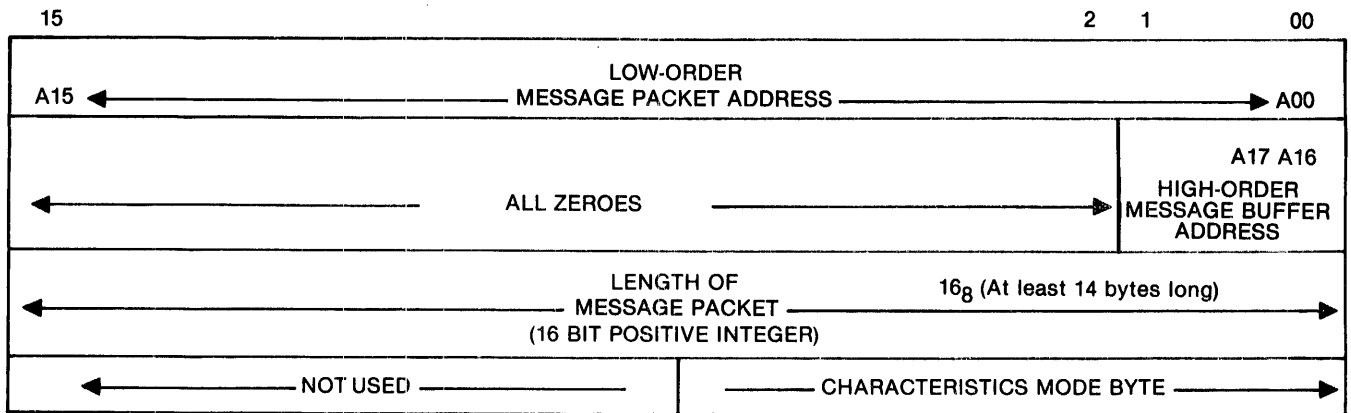 15 2 1 00
LOW-ORDER
A15 MESSAGE PACKET ADDRESS A00
A17 A16
ALL ZEROES
HIGH-ORDER
MESSAGE BUFFER
ADDRESS
LENGTH OF
MESSAGE PACKET
16₈ (At least 14 bytes long)
(16 BIT POSITIVE INTEGER)
NOT USED CHARACTERISTICS MODE BYTE